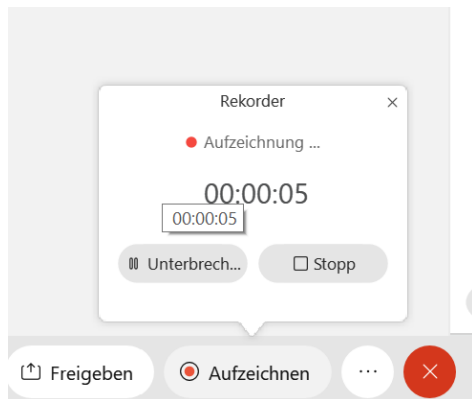 Rekorder
Aufzeichnung ...
00:00:05
00:00:05
Unterbrech... Stopp
Freigeben Aufzeichnen ...